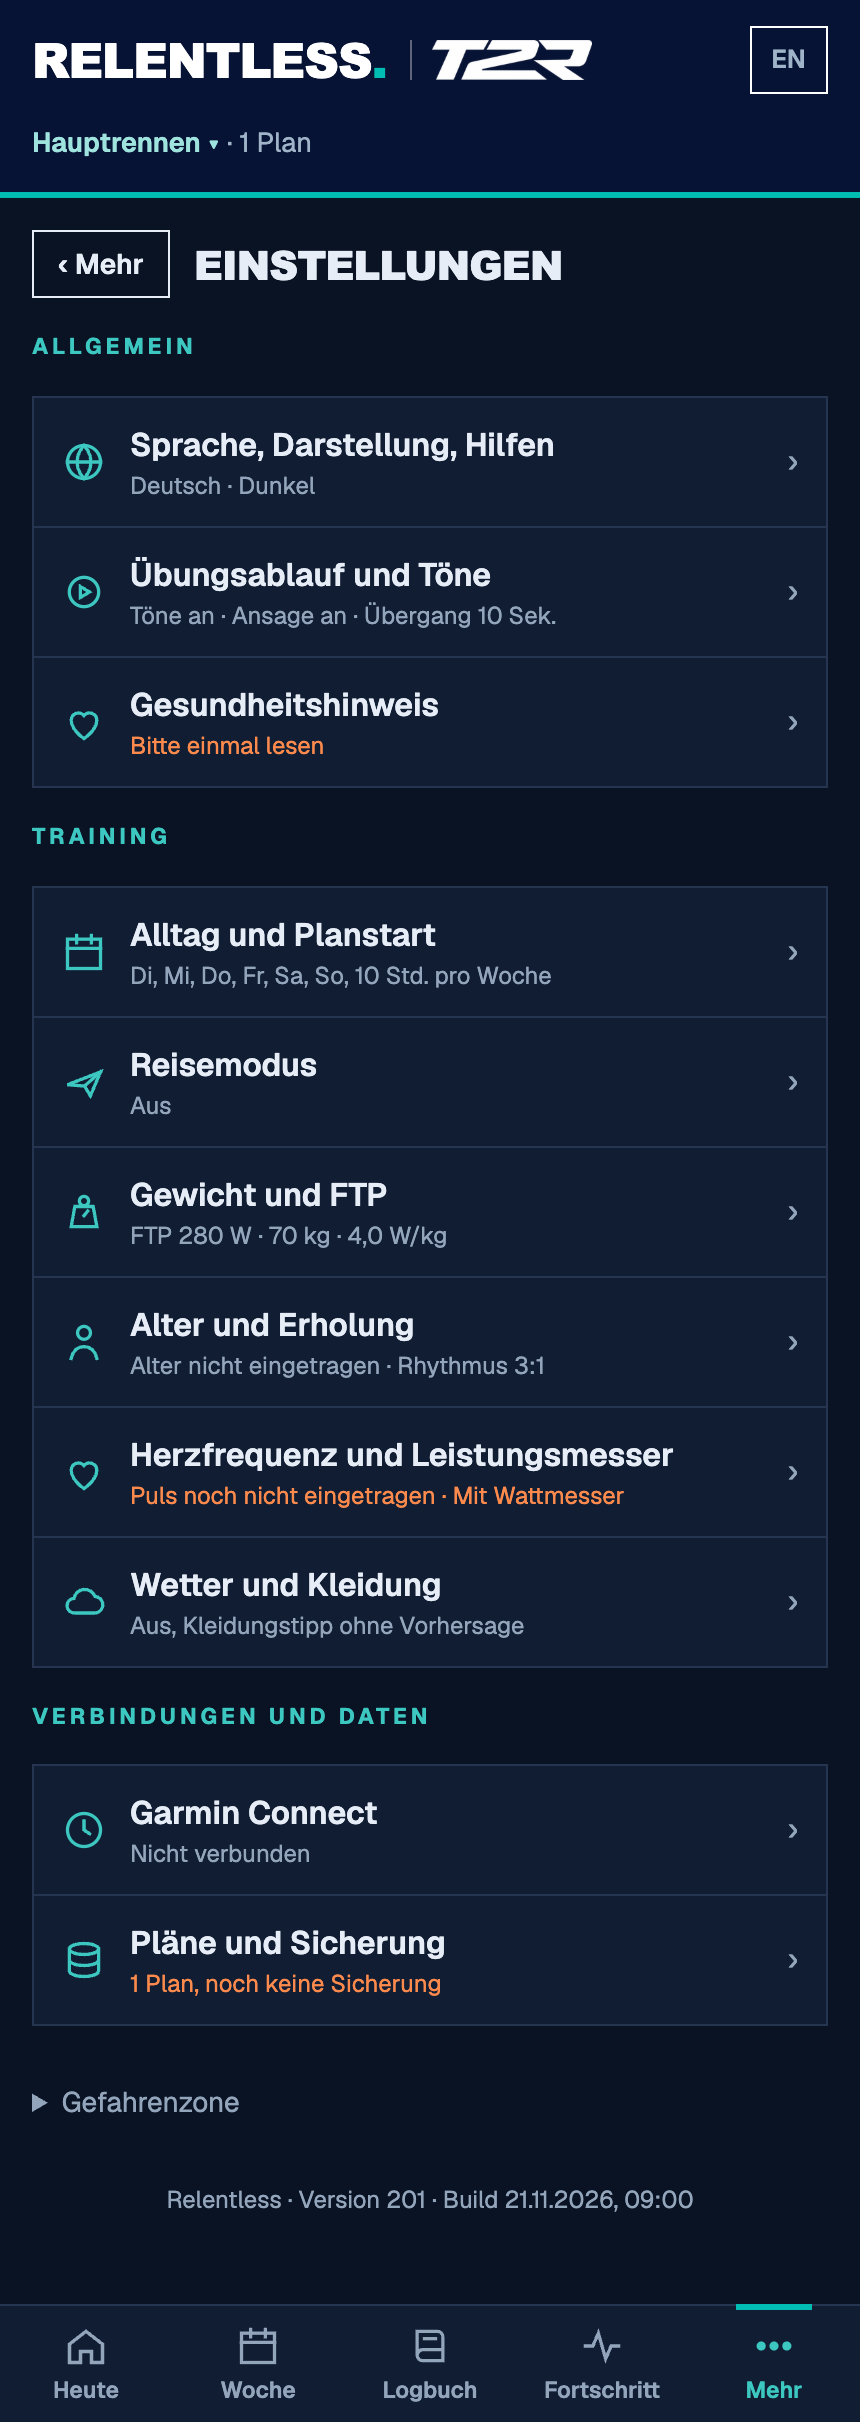 RELENTLESS. T2R
EN
Hauptrennen ▾ · 1 Plan
‹ Mehr
EINSTELLUNGEN
ALLGEMEIN
Sprache, Darstellung, Hilfen
Deutsch · Dunkel
Übungsablauf und Töne
Töne an · Ansage an · Übergang 10 Sek.
Gesundheitshinweis
Bitte einmal lesen
TRAINING
Alltag und Planstart
Di, Mi, Do, Fr, Sa, So, 10 Std. pro Woche
Reisemodus
Aus
Gewicht und FTP
FTP 280 W · 70 kg · 4,0 W/kg
Alter und Erholung
Alter nicht eingetragen · Rhythmus 3:1
Herzfrequenz und Leistungsmesser
Puls noch nicht eingetragen · Mit Wattmesser
Wetter und Kleidung
Aus, Kleidungstipp ohne Vorhersage
VERBINDUNGEN UND DATEN
Garmin Connect
Nicht verbunden
Pläne und Sicherung
1 Plan, noch keine Sicherung
▶ Gefahrenzone
Relentless · Version 201 · Build 21.11.2026, 09:00
Heute
Woche
Logbuch
Fortschritt
Mehr